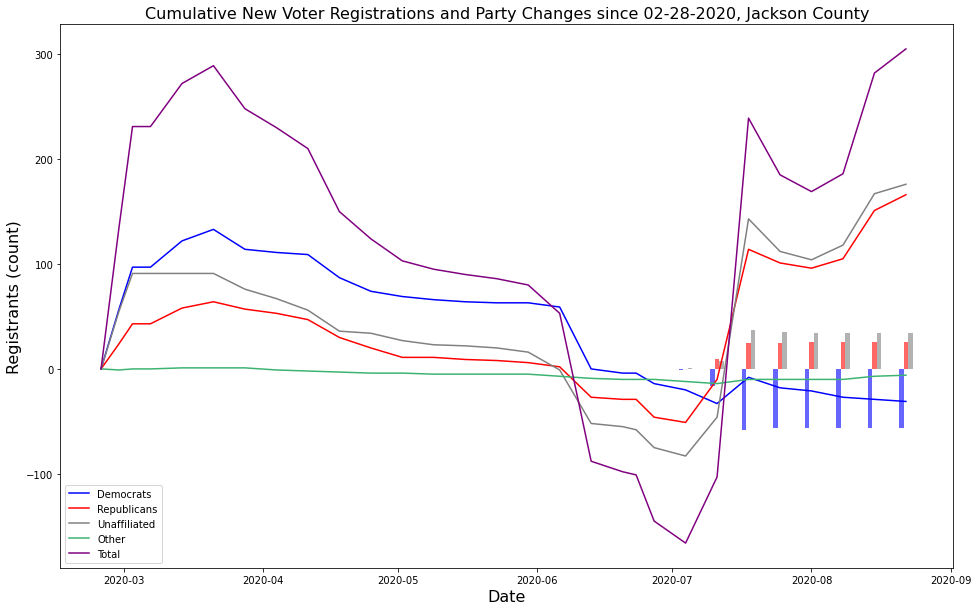 Cumulative New Voter Registrations and Party Changes since 02-28-2020, Jackson County
Registrants (count)
300
200
100
0
−100
Democrats
Republicans
Unaffiliated
Other
Total
2020-03
2020-04
2020-05
2020-06
2020-07
2020-08
2020-09
Date